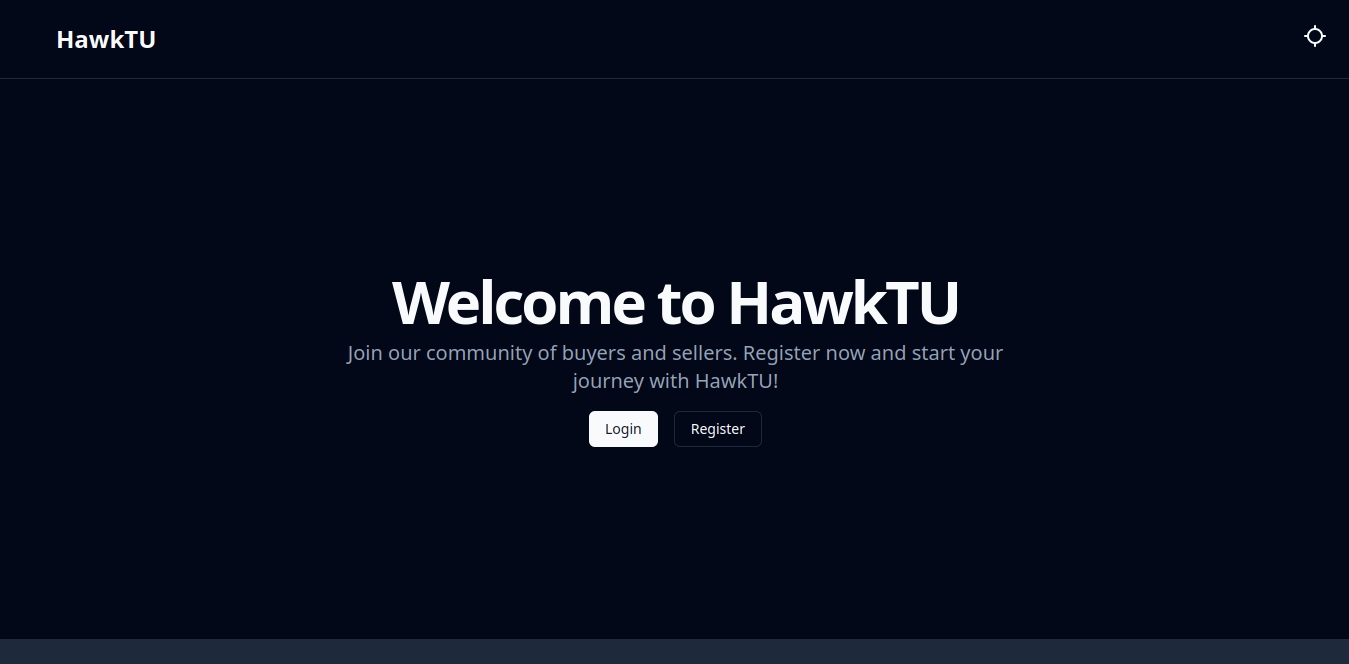 HawkTU
Welcome to HawkTU
Join our community of buyers and sellers. Register now and start your
journey with HawkTU!
Login
Register